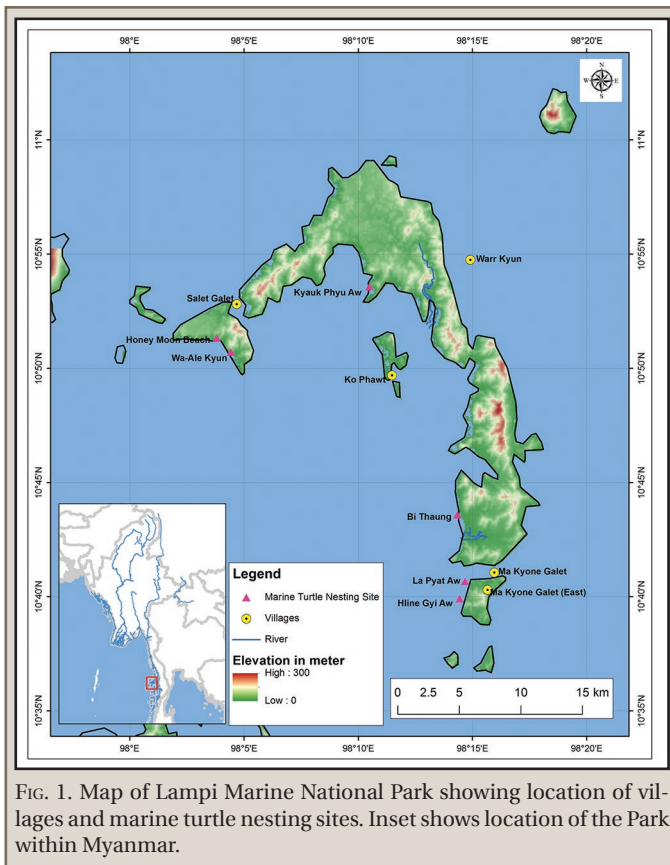 98°0'E 98°5'E 98°10'E 98°15'E 98°20'E
N
W E
S
11°N 11°N
10°55'N 10°55'N
Warr Kyun
Kyauk Phyu Aw
Salet Galet
Honey Moon Beach
10°50'N 10°50'N
Wa-Ale Kyun
Ko Phawt
10°45'N 10°45'N
Bi Thaung
Ma Kyone Galet
La Pyat Aw
10°40'N 10°40'N
Ma Kyone Galet (East)
Hline Gyi Aw
Legend
Marine Turtle Nesting Site
Villages
River
Elevation in meter
High : 300
Low : 0
0 2.5 5 10 15 km
10°35'N 10°35'N
98°0'E 98°5'E 98°10'E 98°15'E 98°20'E
FIG. 1. Map of Lampi Marine National Park showing location of vil-
lages and marine turtle nesting sites. Inset shows location of the Park
within Myanmar.